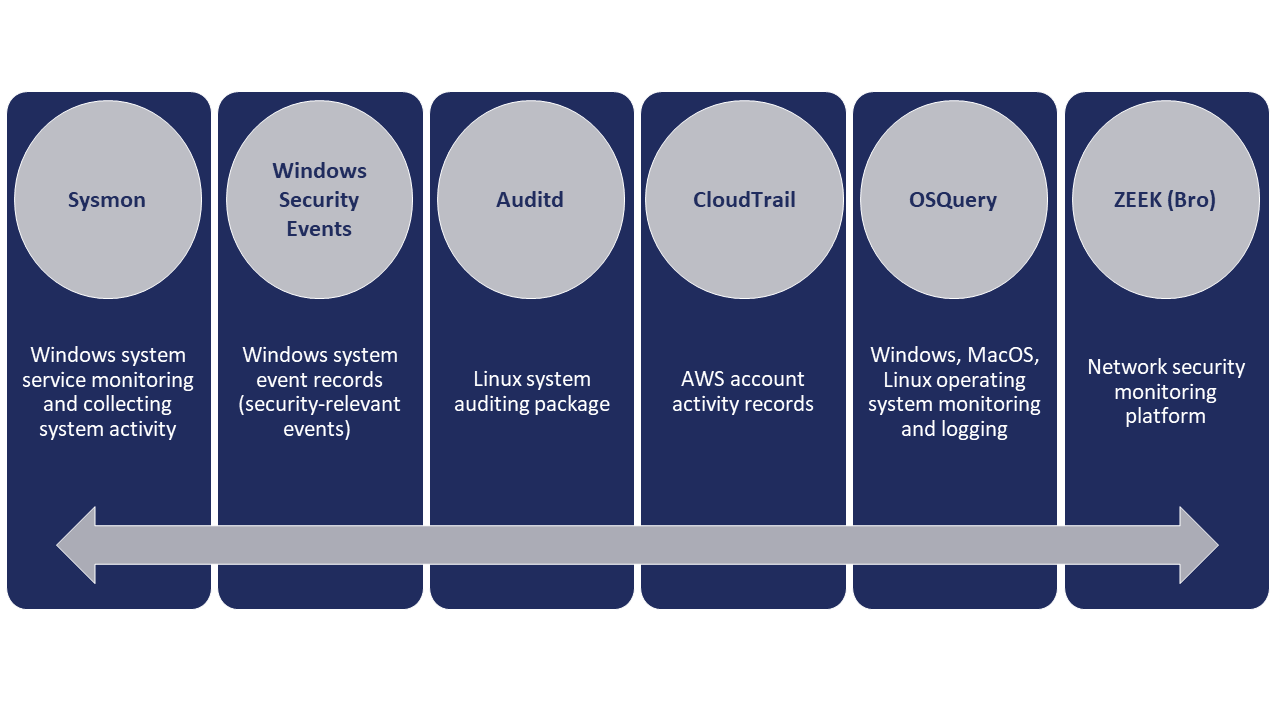 Sysmon
Windows system
service monitoring
and collecting
system activity
Windows
Security
Events
Windows system
event records
(security-relevant
events)
Auditd
Linux system
auditing package
CloudTrail
AWS account
activity records
OSQuery
Windows, MacOS,
Linux operating
system monitoring
and logging
ZEEK (Bro)
Network security
monitoring
platform